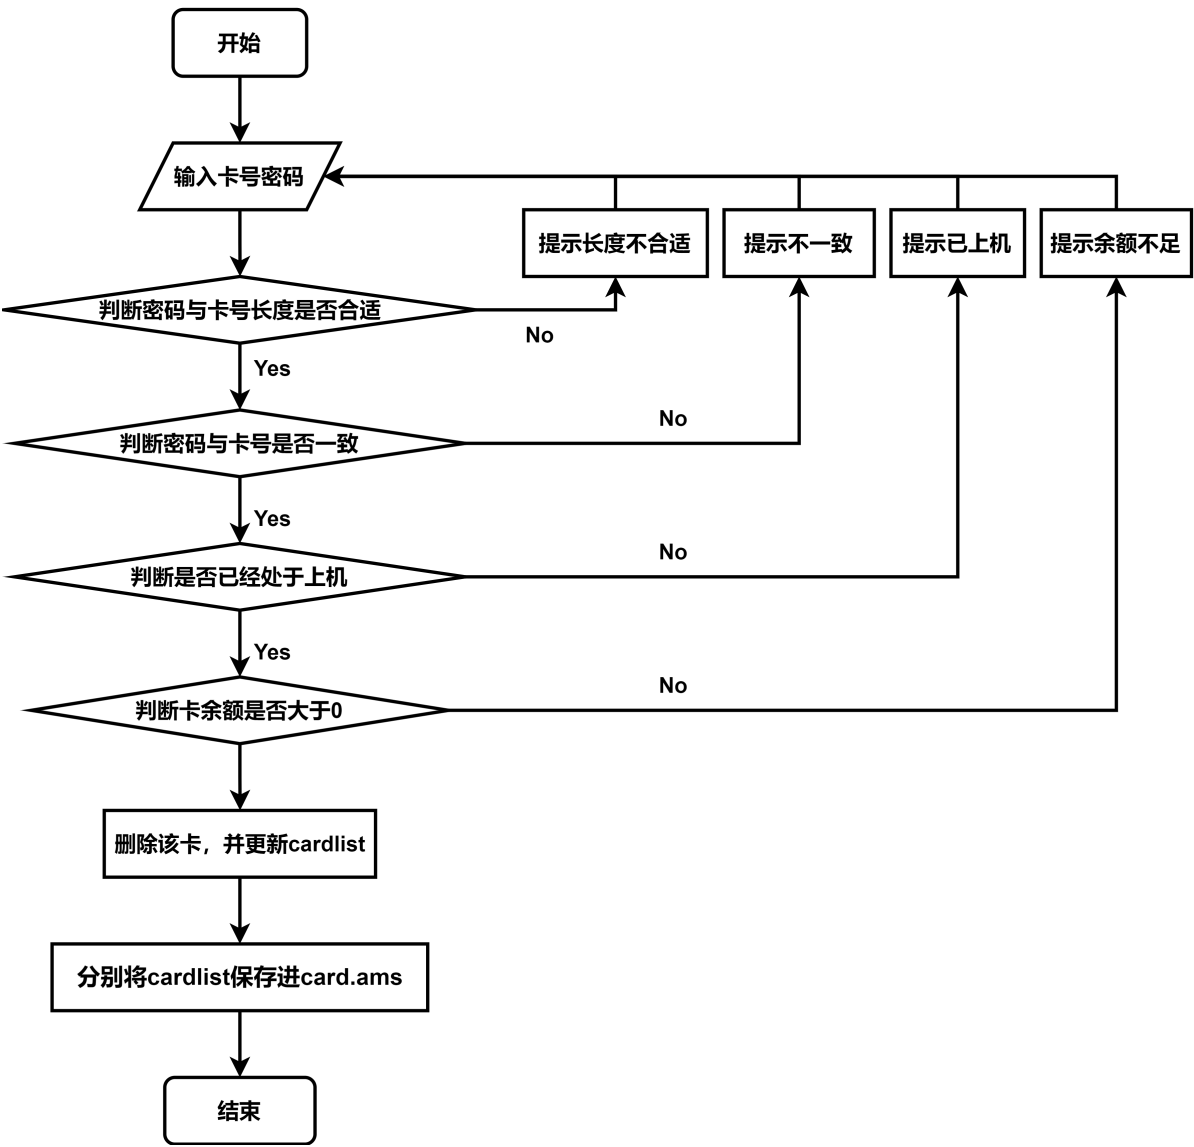 开始
输入卡号密码
提示长度不合适
提示不一致
提示已上机
提示余额不足
判断密码与卡号长度是否合适
No
Yes
判断密码与卡号是否一致
No
Yes
判断是否已经处于上机
No
Yes
判断卡余额是否大于0
No
删除该卡，并更新cardlist
分别将cardlist保存进card.ams
结束